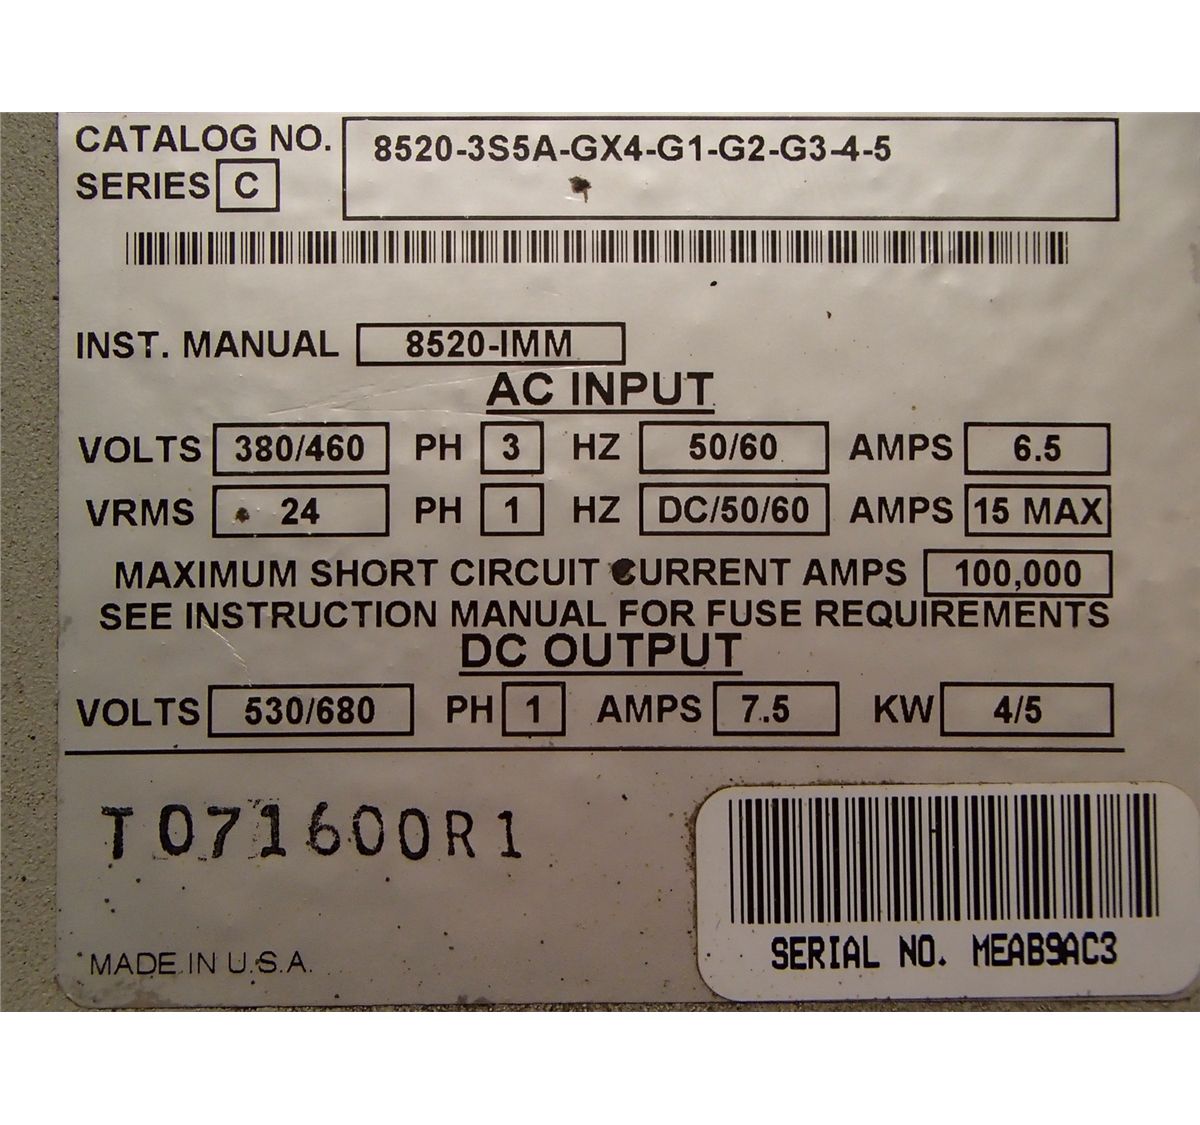 CATALOG NO. 8520-3S5A-GX4-G1-G2-G3-4-5
SERIES C
INST. MANUAL 8520-IMM
AC INPUT
VOLTS 380/460 PH 3 HZ 50/60 AMPS 6.5
VRMS 24 PH 1 HZ DC/50/60 AMPS 15 MAX
MAXIMUM SHORT CIRCUIT CURRENT AMPS 100,000
SEE INSTRUCTION MANUAL FOR FUSE REQUIREMENTS
DC OUTPUT
VOLTS 530/680 PH 1 AMPS 7.5 KW 4/5
T071600R1
SERIAL NO. MEAB9AC3
MADE IN U.S.A.